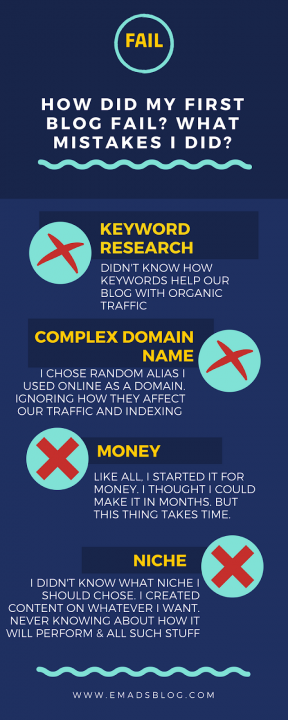 FAIL
HOW DID MY FIRST
BLOG FAIL? WHAT
MISTAKES I DID?
KEYWORD
RESEARCH
DIDN'T KNOW HOW
KEYWORDS HELP OUR
BLOG WITH ORGANIC
TRAFFIC
COMPLEX DOMAIN
NAME
I CHOSE RANDOM ALIAS I
USED ONLINE AS A DOMAIN.
IGNORING HOW THEY AFFECT
OUR TRAFFIC AND INDEXING
MONEY
LIKE ALL, I STARTED IT FOR
MONEY. I THOUGHT I COULD
MAKE IT IN MONTHS. BUT
THIS THING TAKES TIME.
NICHE
I DIDN'T KNOW WHAT NICHE I
SHOULD CHOSE. I CREATED
CONTENT ON WHATEVER I WANT.
NEVER KNOWING ABOUT HOW IT
WILL PERFORM & ALL SUCH STUFF
WWW.EMADSBLOG.COM